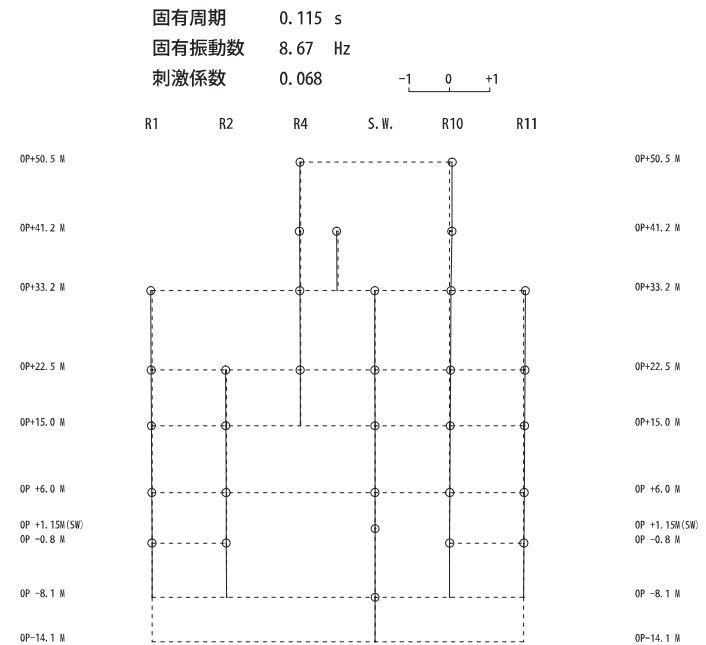 固有周期 0.115 s
固有振動数 8.67 Hz
刺激係数 0.068
-1 0 +1
R1 R2 R4 S.W. R10 R11
OP+50.5 M OP+50.5 M
OP+41.2 M OP+41.2 M
OP+33.2 M OP+33.2 M
OP+22.5 M OP+22.5 M
OP+15.0 M OP+15.0 M
OP +6.0 M OP +6.0 M
OP +1.15M(SW) OP +1.15M(SW)
OP -0.8 M OP -0.8 M
OP -8.1 M OP -8.1 M
OP-14.1 M OP-14.1 M